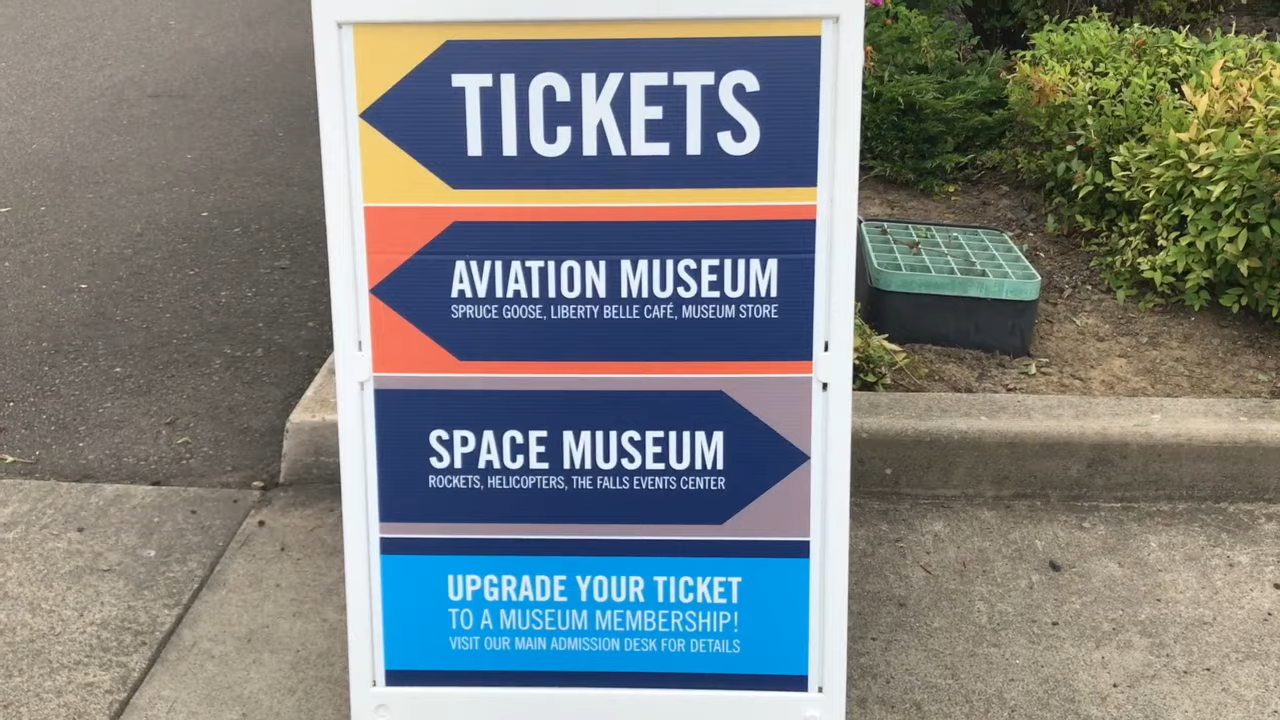 TICKETS
AVIATION MUSEUM
SPRUCE GOOSE, LIBERTY BELLE CAFÉ, MUSEUM STORE
SPACE MUSEUM
ROCKETS, HELICOPTERS, THE FALLS EVENTS CENTER
UPGRADE YOUR TICKET
TO A MUSEUM MEMBERSHIP!
VISIT OUR MAIN ADMISSION DESK FOR DETAILS